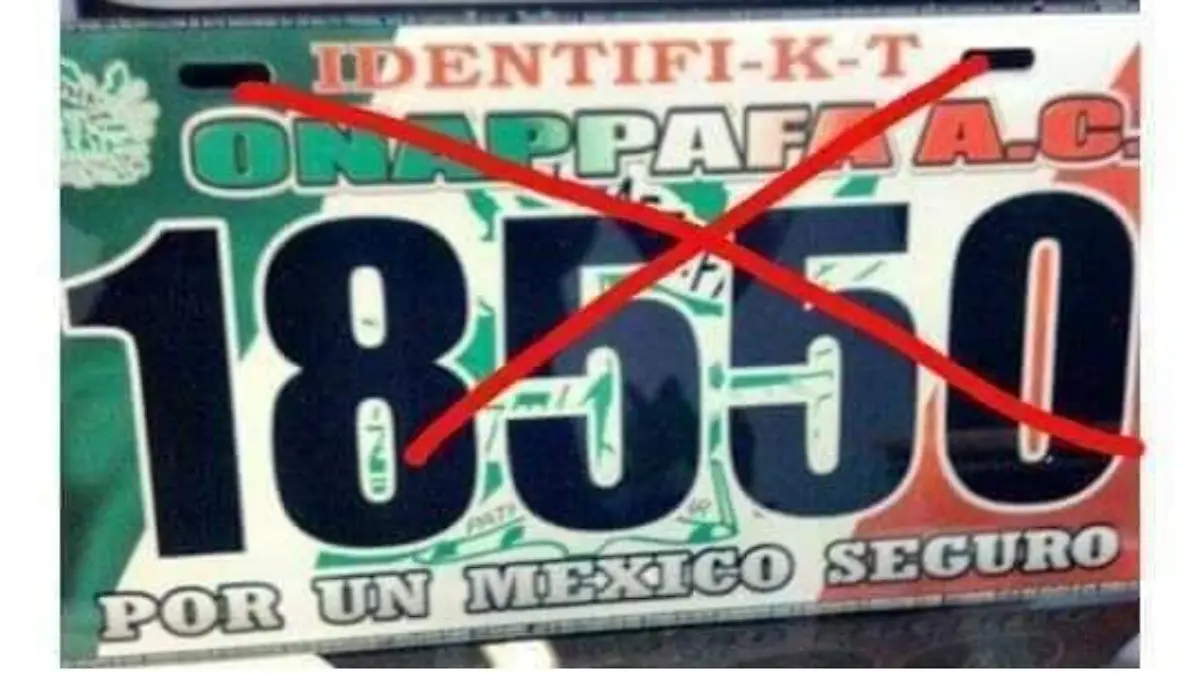 IDENTIFI-K-T
ONAPPAFA A.C.
18550
POR UN MEXICO SEGURO